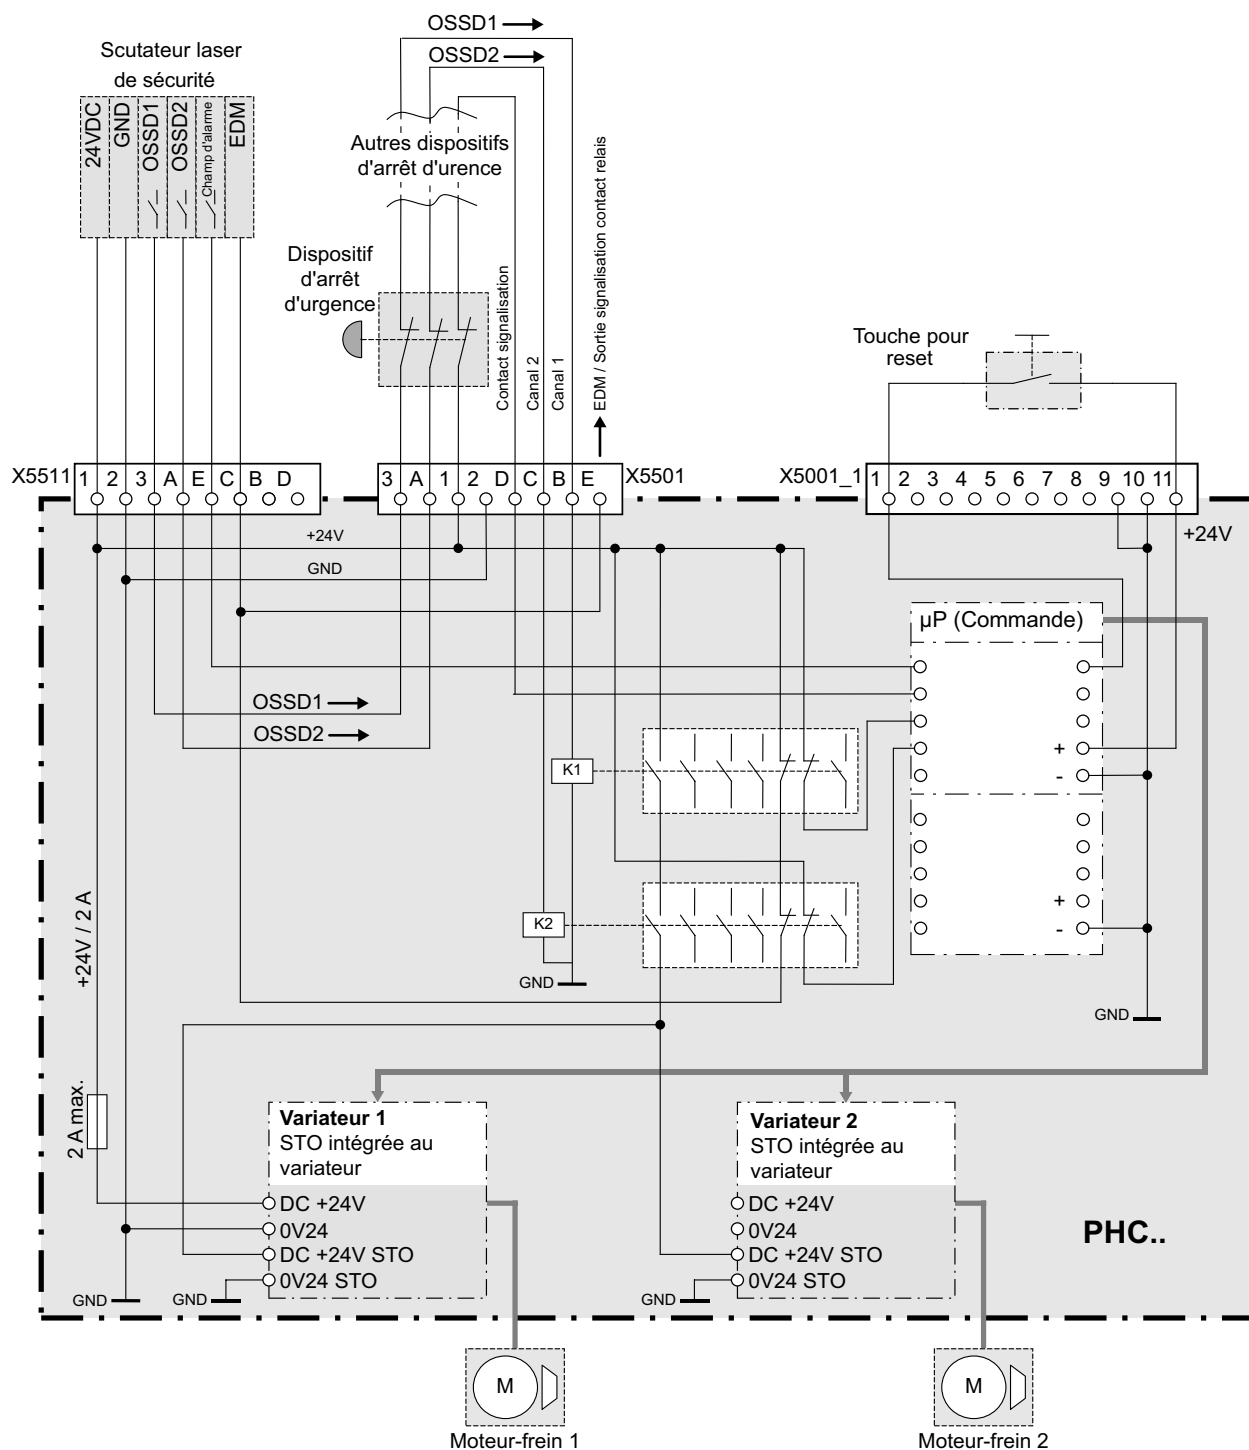 OSSD1
OSSD2
Scutateur laser
de sécurité
24VDC
GND
OSSD1
OSSD2
Champ d'alarme
EDM
Autres dispositifs
d'arrêt d'urence
Dispositif
d'arrêt
d'urgence
Contact signalisation
Canal 2
Canal 1
EDM / Sortie signalisation contact relais
Touche pour
reset
X5511
1 2 3 A E C B D
3 A 1 2 D C B E
X5501
X5001_1
1 2 3 4 5 6 7 8 9 10 11
+24V
+24V
GND
µP (Commande)
OSSD1
OSSD2
K1
+
-
K2
+
-
GND
GND
+24V / 2 A
2 A max.
Variateur 1
STO intégrée au
variateur
DC +24V
0V24
DC +24V STO
0V24 STO
GND
GND
Variateur 2
STO intégrée au
variateur
DC +24V
0V24
DC +24V STO
0V24 STO
GND
PHC..
M
Moteur-frein 1
M
Moteur-frein 2